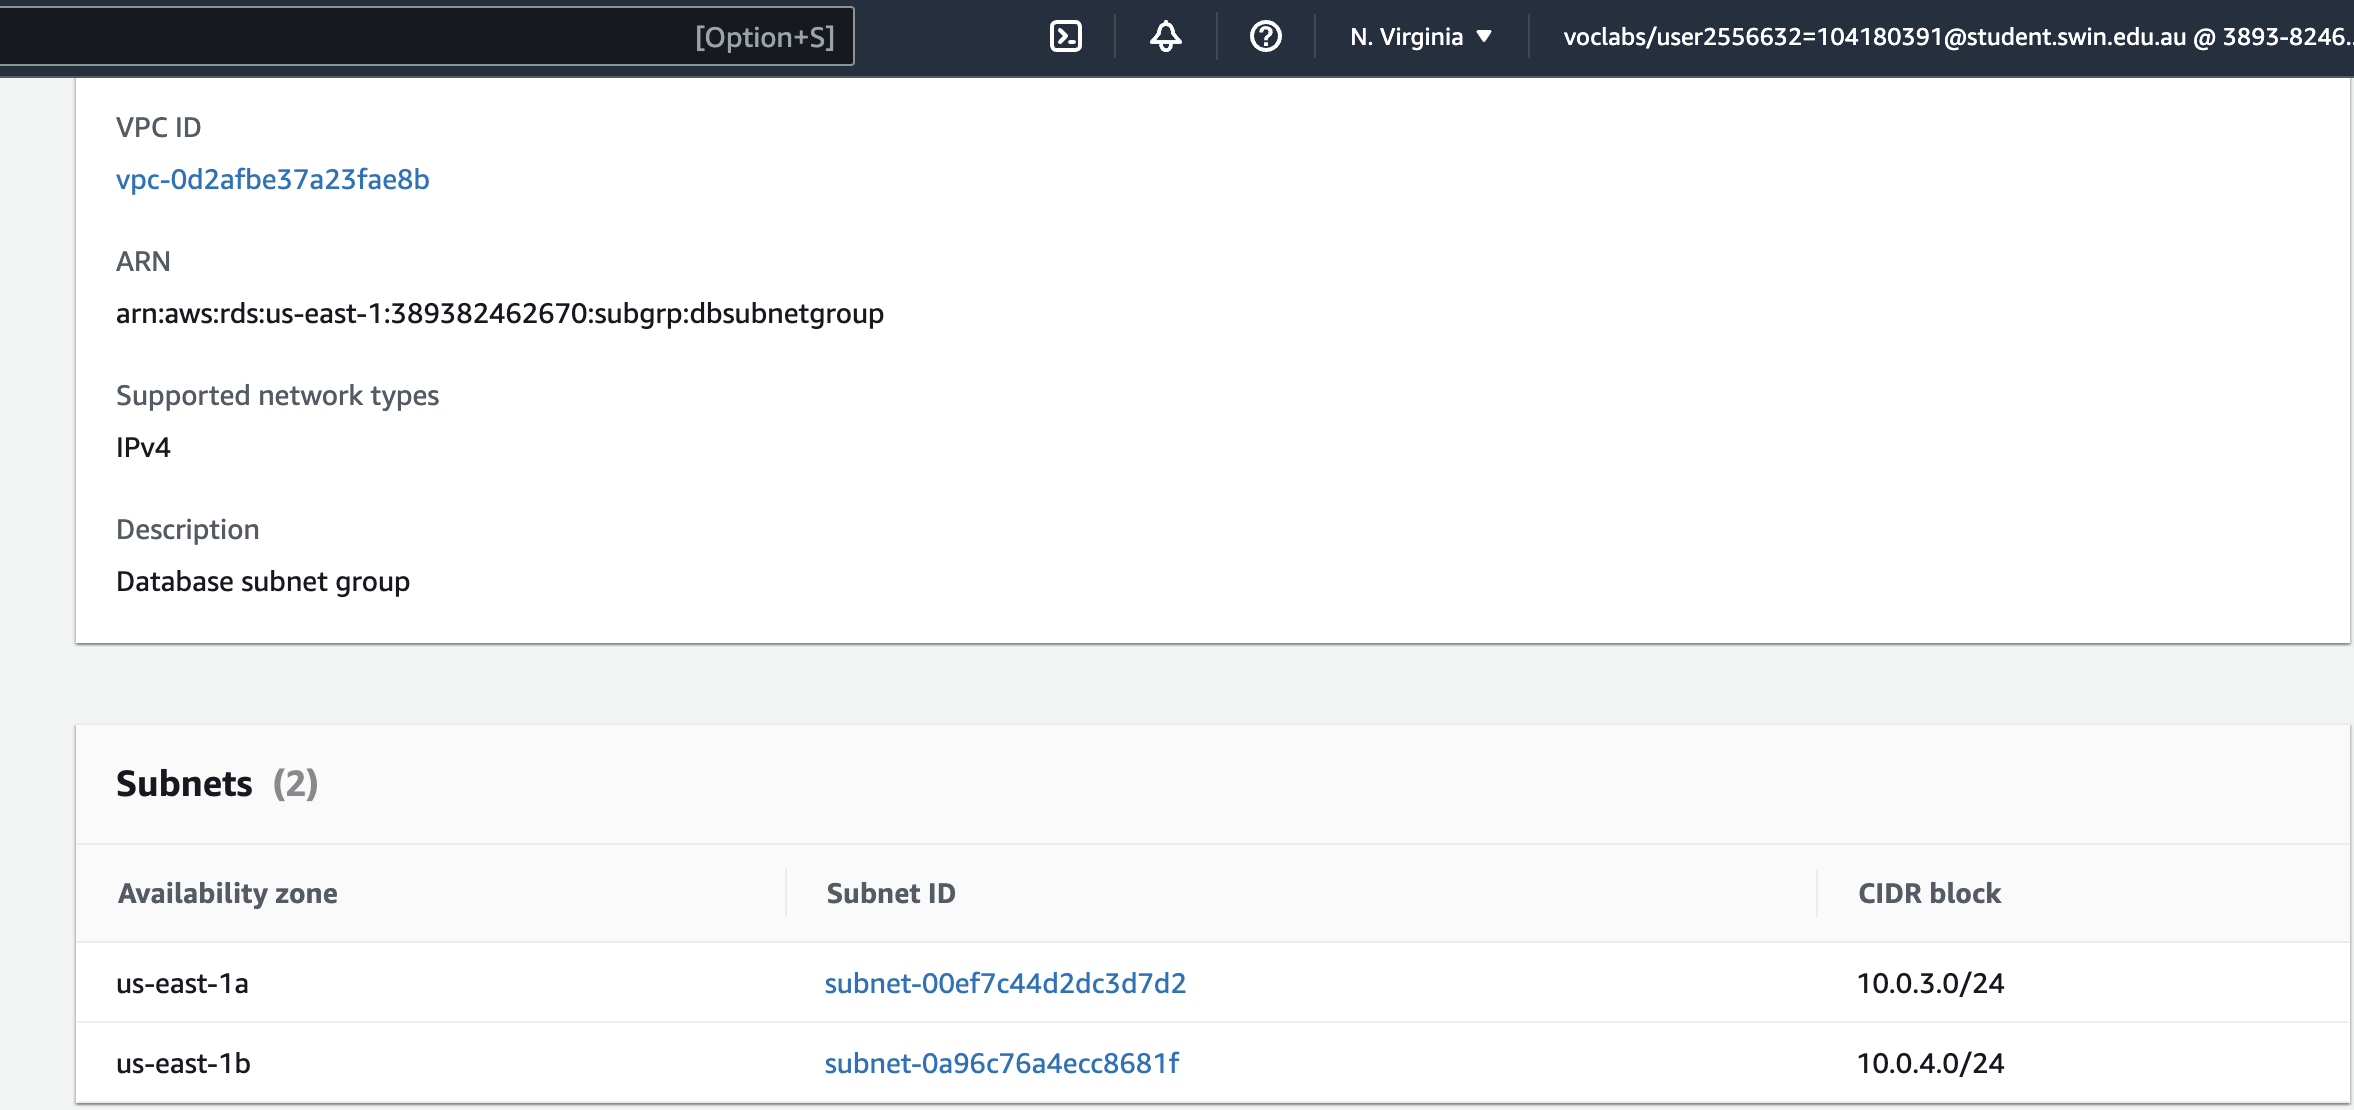 [Option+S]
N. Virginia ▼
voclabs/user2556632=104180391@student.swin.edu.au @ 3893-8246..
VPC ID
vpc-0d2afbe37a23fae8b
ARN
arn:aws:rds:us-east-1:389382462670:subgrp:dbsubnetgroup
Supported network types
IPv4
Description
Database subnet group
Subnets (2)
Availability zone Subnet ID CIDR block
us-east-1a subnet-00ef7c44d2dc3d7d2 10.0.3.0/24
us-east-1b subnet-0a96c76a4ecc8681f 10.0.4.0/24